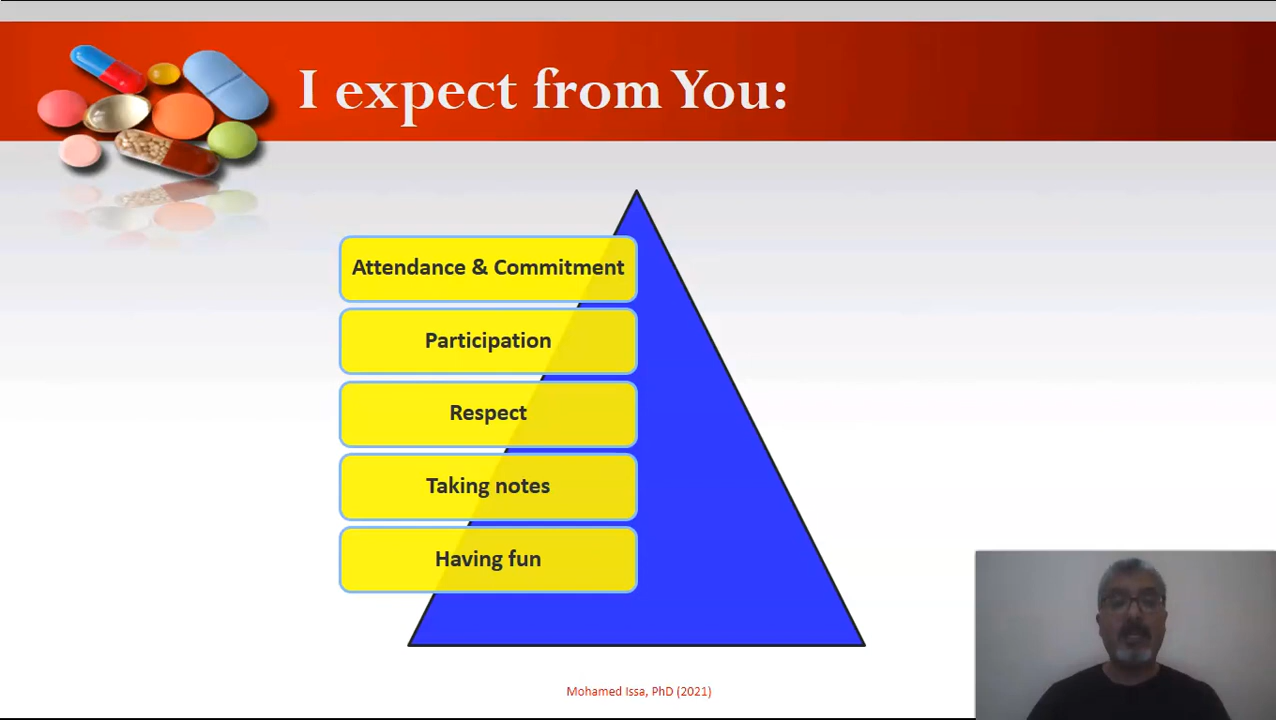 I expect from You:
Attendance & Commitment
Participation
Respect
Taking notes
Having fun
Mohamed Issa, PhD (2021)